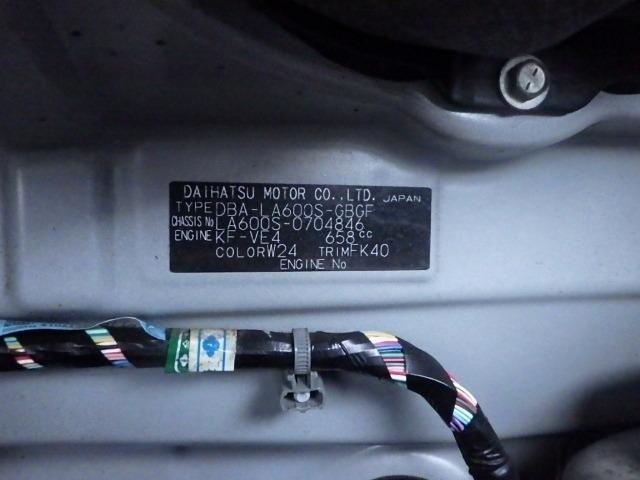 DAIHATSU MOTOR CO.,LTD. JAPAN
TYPE DBA-LA600S-GBGF
CHASSIS No LA600S-0704846
ENGINE KF-VE4 658cc
COLOR W24 TRIM FK40
ENGINE No